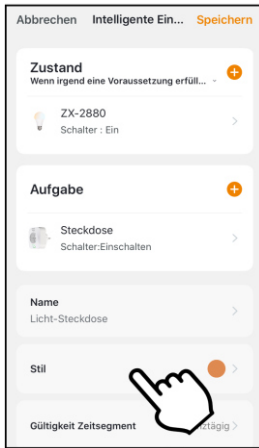 Abbrechen Intelligente Ein... Speichern
Zustand
Wenn irgend eine Voraussetzung erfüll...
ZX-2880
Schalter : Ein
Aufgabe
Steckdose
Schalter:Einschalten
Name
Licht-Steckdose
Stil
Gültigkeit Zeitsegment